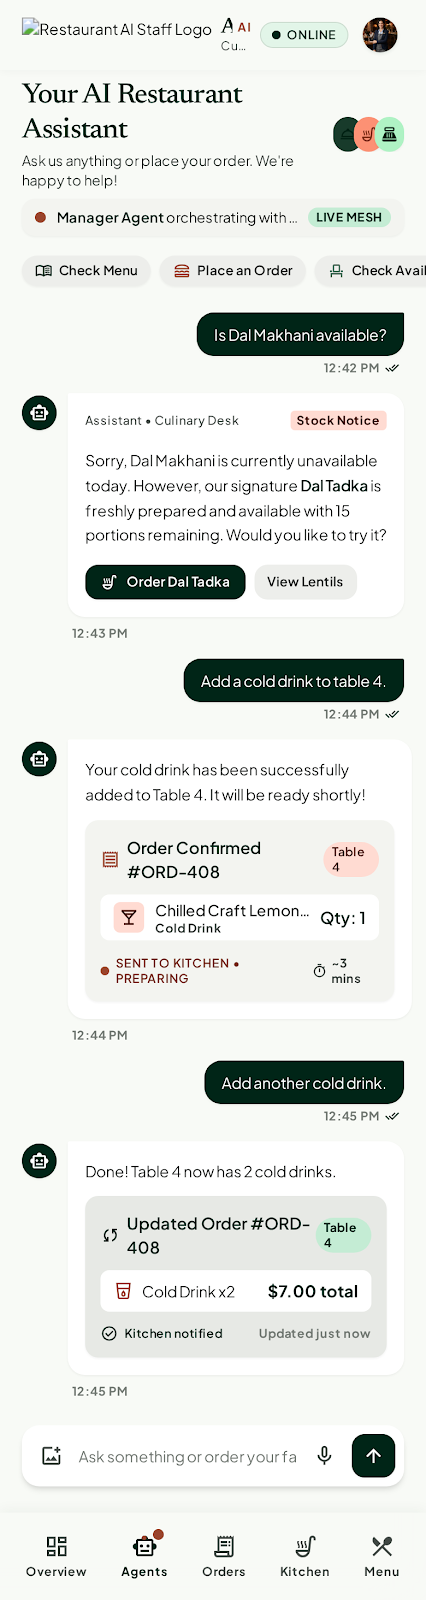 Restaurant AI Staff Logo
AI
Cu...
ONLINE
Your AI Restaurant
Assistant
Ask us anything or place your order. We're
happy to help!
Manager Agent orchestrating with ...
LIVE MESH
Check Menu
Place an Order
Check Avail
Is Dal Makhani available?
12:42 PM
Assistant • Culinary Desk
Stock Notice
Sorry, Dal Makhani is currently unavailable
today. However, our signature Dal Tadka is
freshly prepared and available with 15
portions remaining. Would you like to try it?
Order Dal Tadka
View Lentils
12:43 PM
Add a cold drink to table 4.
12:44 PM
Your cold drink has been successfully
added to Table 4. It will be ready shortly!
Order Confirmed
#ORD-408
Table
4
Chilled Craft Lemon...
Cold Drink
Qty: 1
SENT TO KITCHEN •
PREPARING
~3
mins
12:44 PM
Add another cold drink.
12:45 PM
Done! Table 4 now has 2 cold drinks.
Updated Order #ORD-
408
Table
4
Cold Drink x2
$7.00 total
Kitchen notified
Updated just now
12:45 PM
Ask something or order your fa
Overview
Agents
Orders
Kitchen
Menu